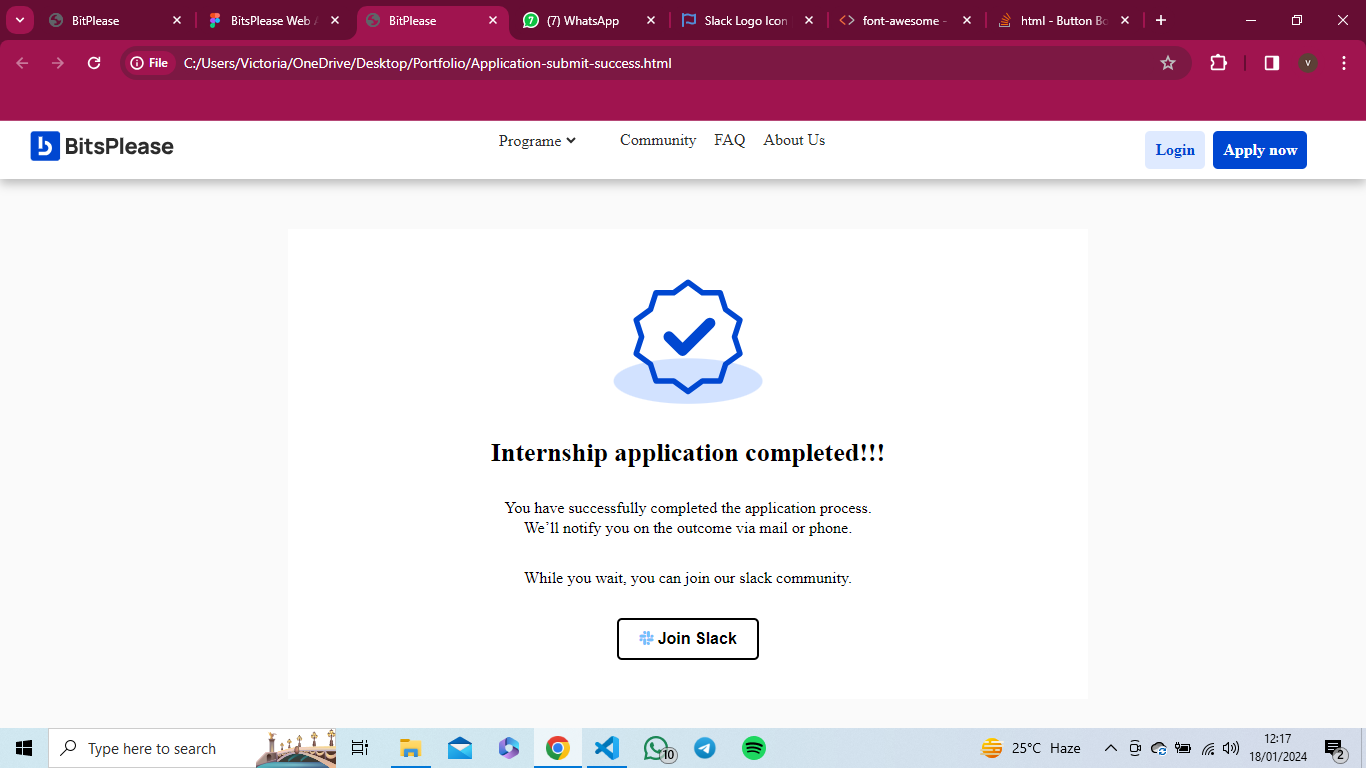 BitPlease
BitsPlease Web A
BitPlease
(7) WhatsApp
Slack Logo Icon
font-awesome -
html - Button Bo
File
C:/Users/Victoria/OneDrive/Desktop/Portfolio/Application-submit-success.html
V
BitsPlease
Programe
Community
FAQ
About Us
Login
Apply now
Internship application completed!!!
You have successfully completed the application process.
We’ll notify you on the outcome via mail or phone.
While you wait, you can join our slack community.
Join Slack
Type here to search
10
25°C Haze
12:17
18/01/2024
2